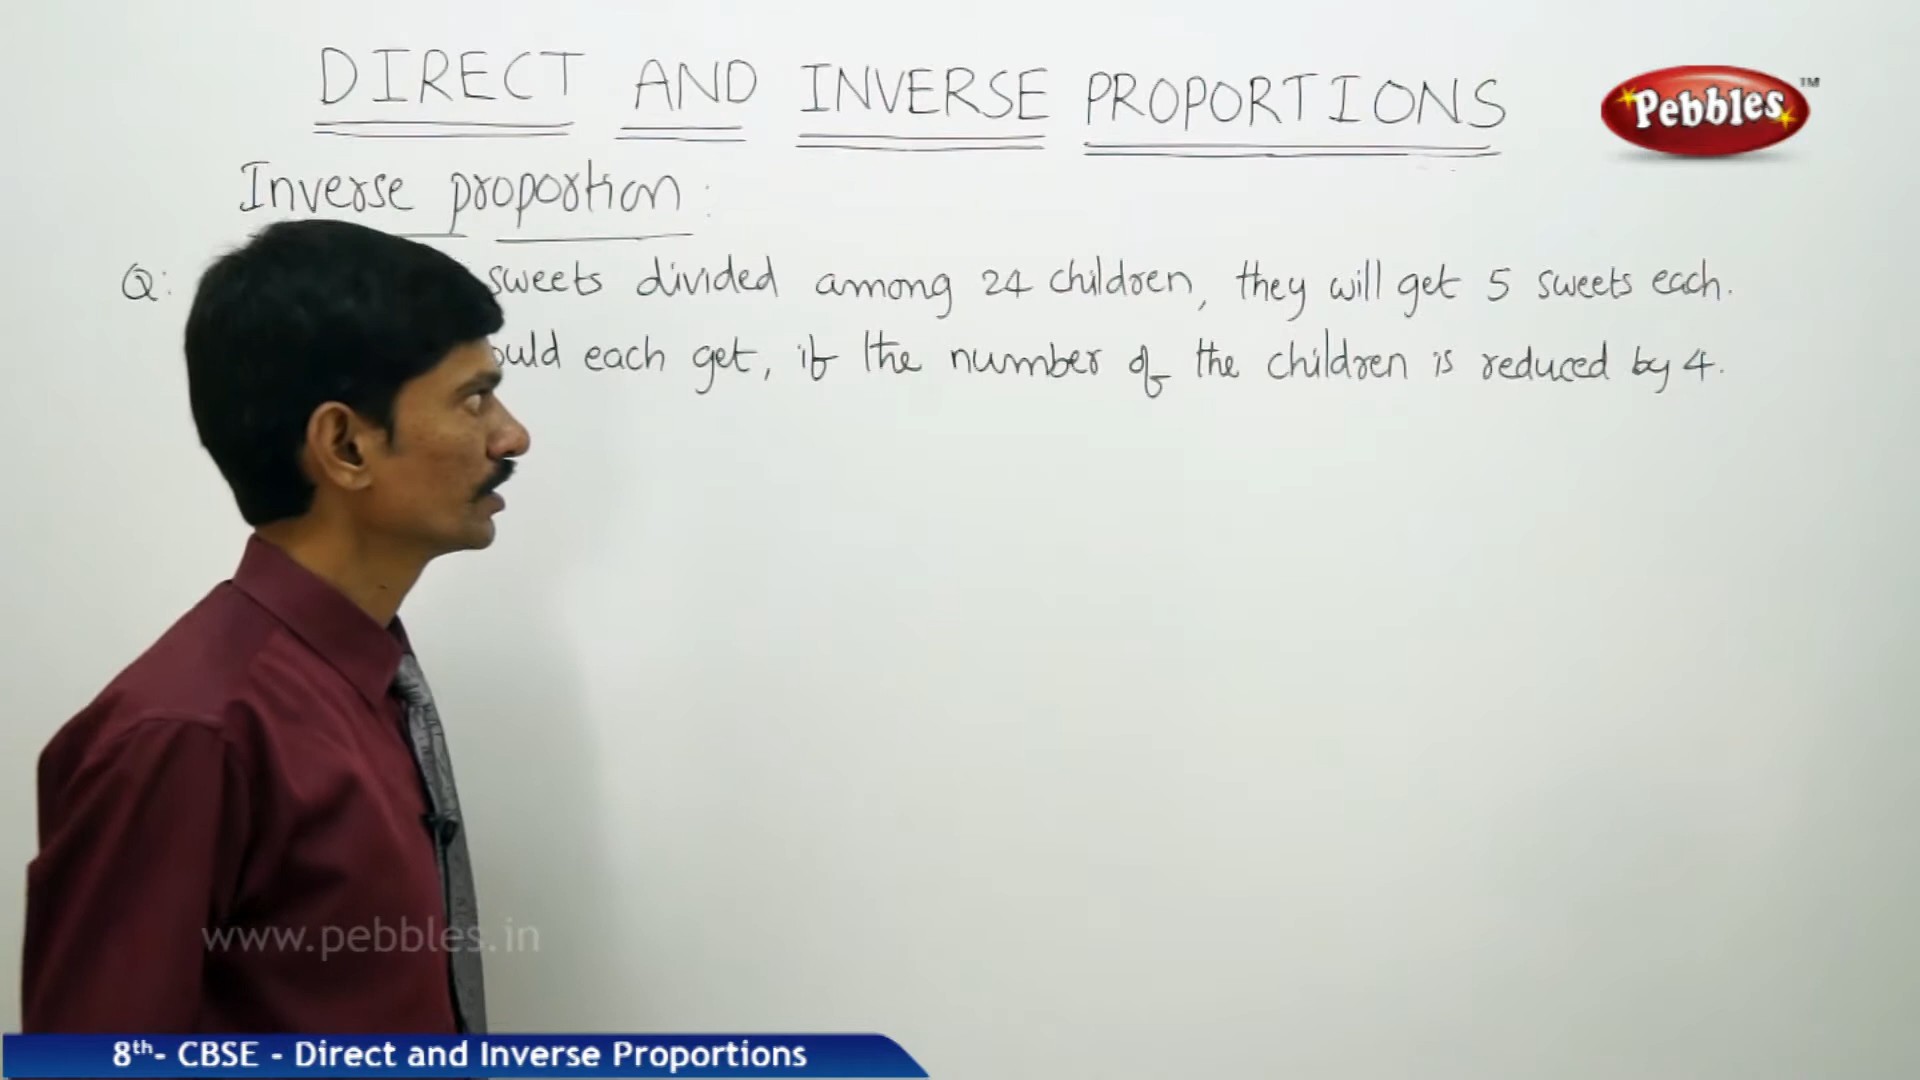 DIRECT AND INVERSE PROPORTIONS
Pebbles™
Inverse proportion:
Q: sweets divided among 24 children, they will get 5 sweets each.
each get, if the number of the children is reduced by 4.
www.pebbles.in
8th- CBSE - Direct and Inverse Proportions